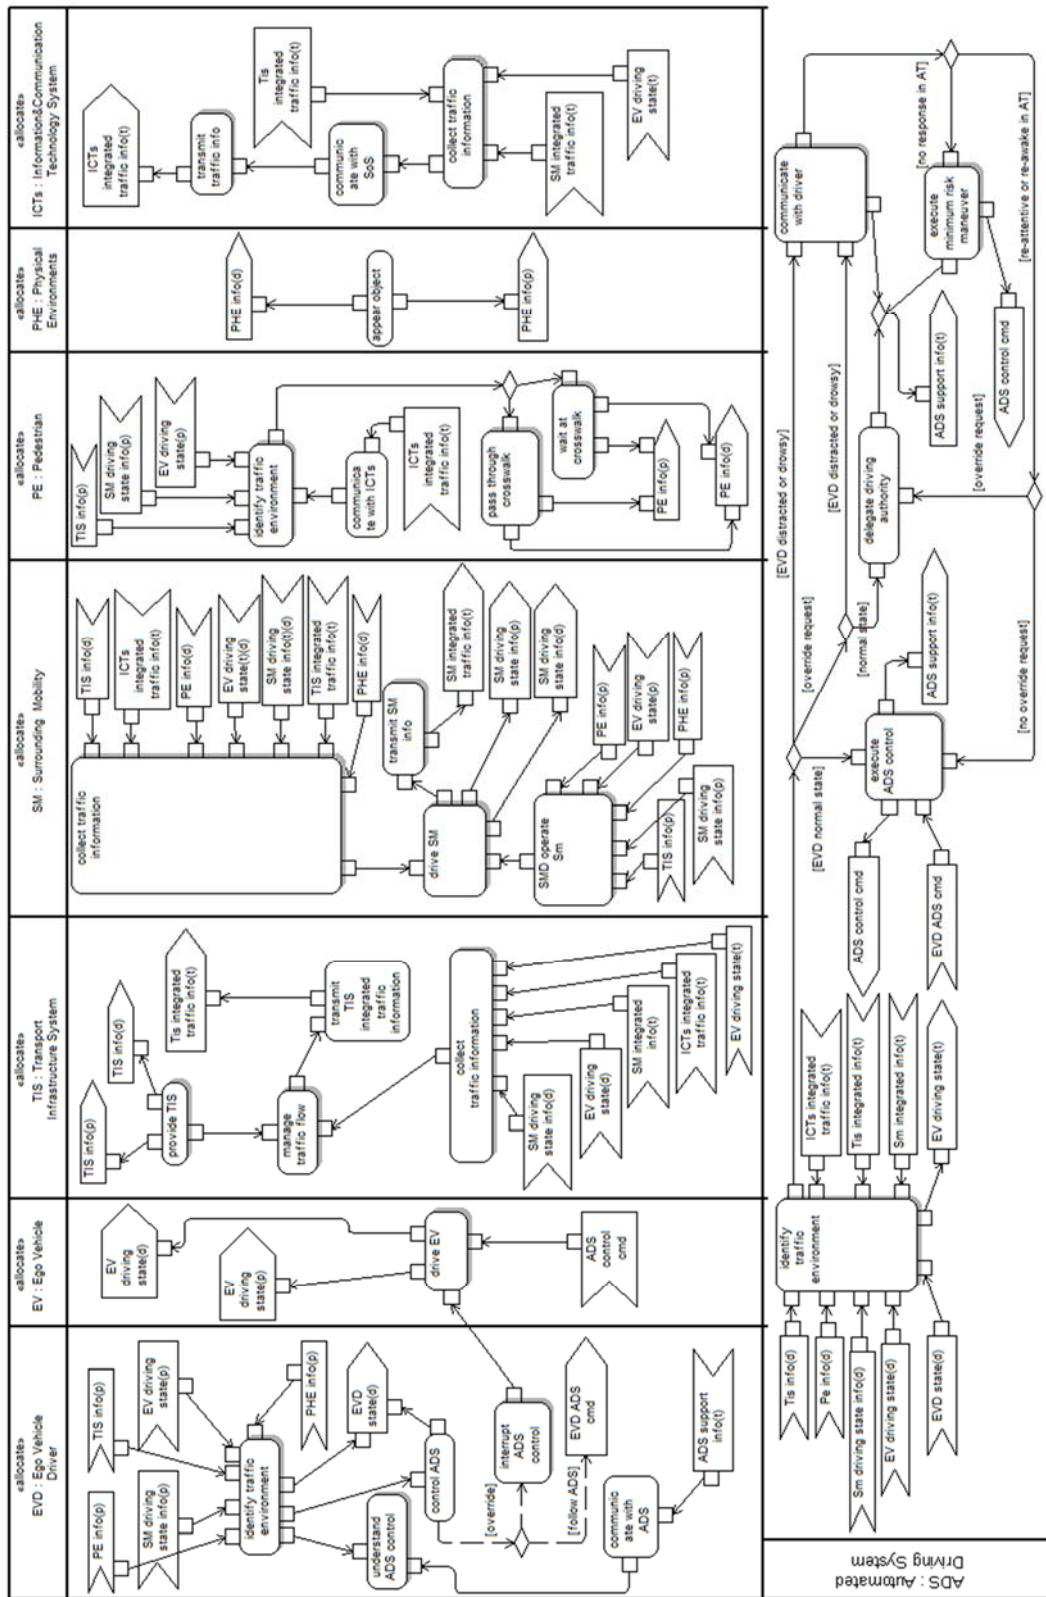 «allocate»
EVD : Ego Vehicle
Driver
PE info(p)
SM driving
state info(p)
TIS info(p)
EV driving
state(p)
PHE info(p)
identify traffic
environment
EVD
state(d)
understand
ADS control
control ADS
[override]
[follow ADS]
interrupt
ADS
control
EVD ADS
cmd
communic
ate with
ADS
ADS support
info(t)
«allocate»
EV : Ego Vehicle
EV
driving
state(d)
EV
driving
state(p)
drive EV
ADS
control
cmd
«allocate»
TIS : Transport
Infrastructure System
TIS info(p)
TIS info(d)
provide TIS
Tis integrated
traffic info(t)
manage
traffic flow
transmit
TIS
integrated
traffic
information
collect
traffic information
SM driving
state info(d)
EV driving
state(d)
SM integrated
info(t)
ICTs integrated
traffic info(t)
EV driving state(t)
«allocate»
SM : Surrounding Mobility
TIS info(d)
ICTs
integrated
traffic info(t)
PE info(d)
EV driving
state(t)(d)
SM driving
state info(t)(d)
TIS integrated
traffic info(t)
PHE info(d)
collect traffic
information
transmit SM
info
SM integrated
traffic info(t)
SM driving
state info(p)
SM driving
state info(d)
drive SM
SMD operate
Sm
PE info(p)
EV driving
state(p)
PHE info(p)
TIS info(p)
SM driving
state info(p)
«allocate»
PE : Pedestrian
TIS info(p)
SM driving
state info(p)
EV driving
state(p)
identify traffic
environment
communica
te with ICTs
ICTs
integrated
traffic info(t)
pass through
crosswalk
wait at
crosswalk
PE info(p)
PE info(d)
«allocate»
PHE : Physical
Environments
PHE info(d)
appear object
PHE info(p)
«allocate»
ICTs : Information&Communication
Technology System
ICTs
integrated
traffic info(t)
transmit
traffic info
Tis
integrated
traffic info(t)
communic
ate with
SoS
collect traffic
information
SM integrated
traffic info(t)
EV driving
state(t)
ADS : Automated
Driving System
Tis info(d)
Pe info(d)
Sm driving state info(d)
EV driving state(d)
EVD state(d)
identify
traffic
environment
ICTs integrated
traffic info(t)
Tis integrated info(t)
Sm integrated info(t)
EV driving state(t)
[EVD normal state]
ADS control cmd
EVD ADS cmd
execute
ADS control
ADS support info(t)
[override request]
[normal state]
[no override request]
[EVD distracted or drowsy]
[EVD distracted or drowsy]
delegate driving
authority
[override request]
communicate
with driver
[no response in AT]
execute
minimum risk
maneuver
ADS support info(t)
ADS control cmd
[re-attentive or re-awake in AT]